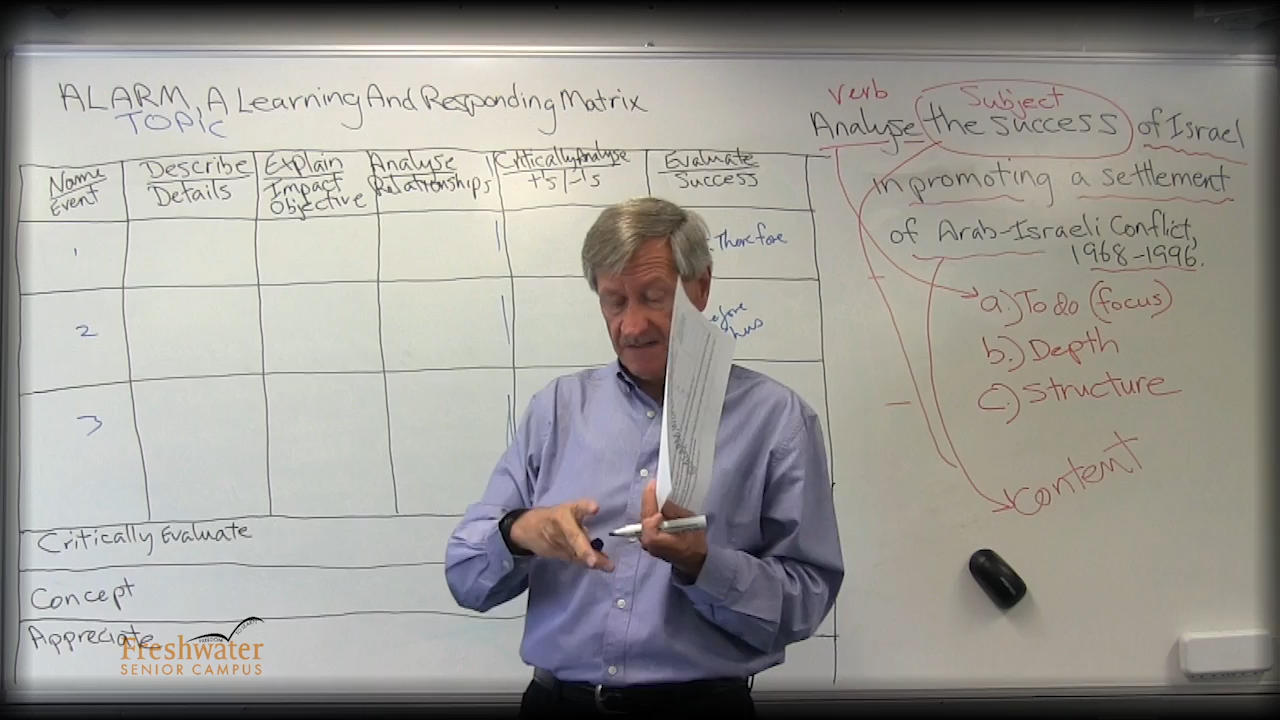 ALARM, A Learning And Responding Matrix
TOPIC
Name
Event
Describe
Details
Explain
Impact
Objective
Analyse
Relationships
Critically Analyse
+'s | -'s
Evaluate
Success
1
Therefore
2
3
Critically Evaluate
Concept
Appreciate
verb
Subject
Analyse the success of Israel
in promoting a settlement
of Arab-Israeli Conflict,
1968-1996.
a.) To do (focus)
b.) Depth
c.) Structure
content
Freshwater
SENIOR CAMPUS